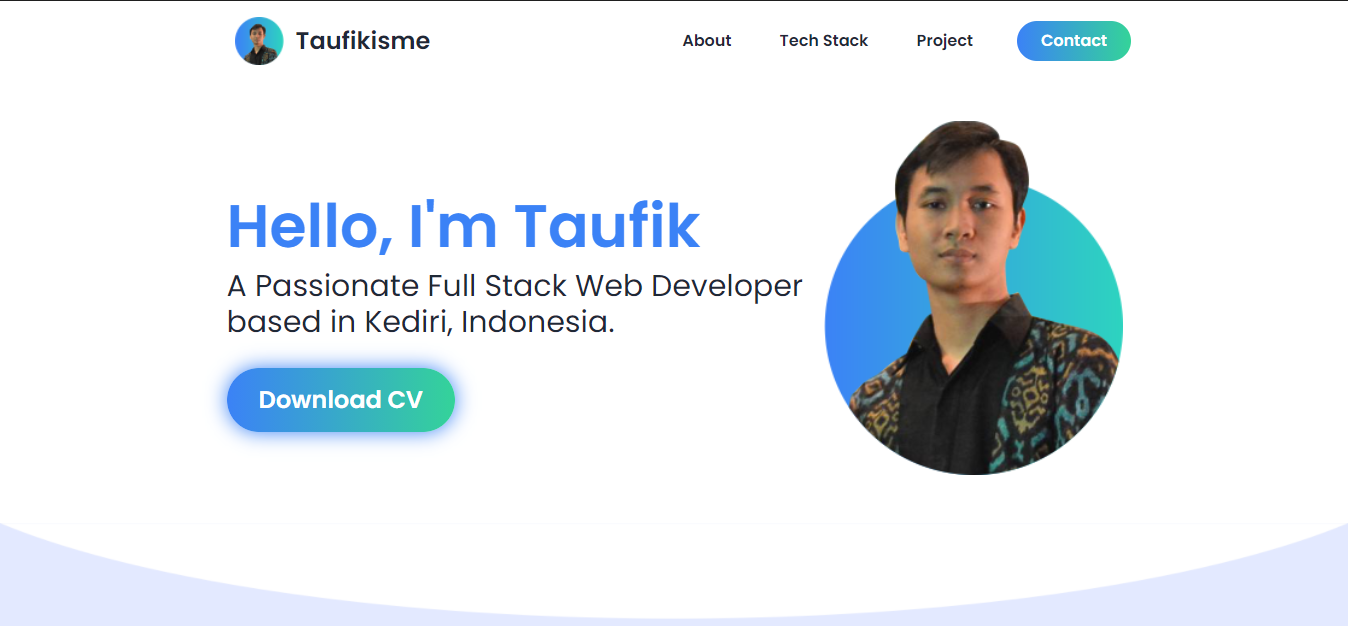 Taufikisme
About
Tech Stack
Project
Contact
Hello, I'm Taufik
A Passionate Full Stack Web Developer
based in Kediri, Indonesia.
Download CV